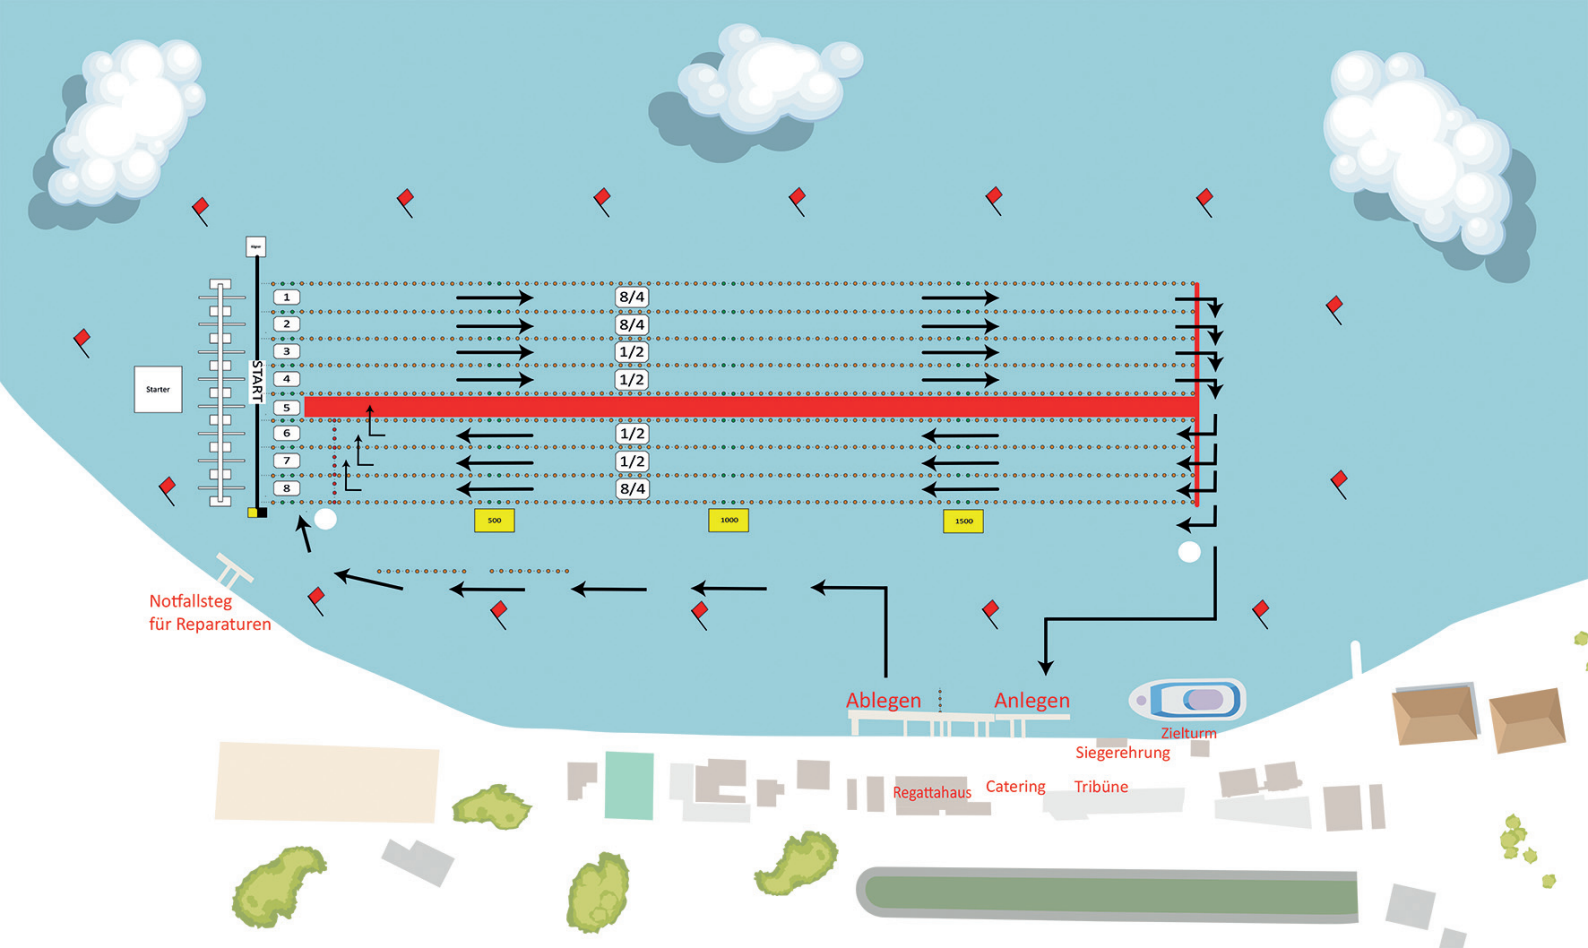 1
8/4
2
8/4
3
1/2
START
4
1/2
Starter
5
6
1/2
7
1/2
8
8/4
500
1000
1500
Notfallsteg
für Reparaturen
Ablegen
Anlegen
Zielturm
Siegerehrung
Regattahaus
Catering
Tribüne